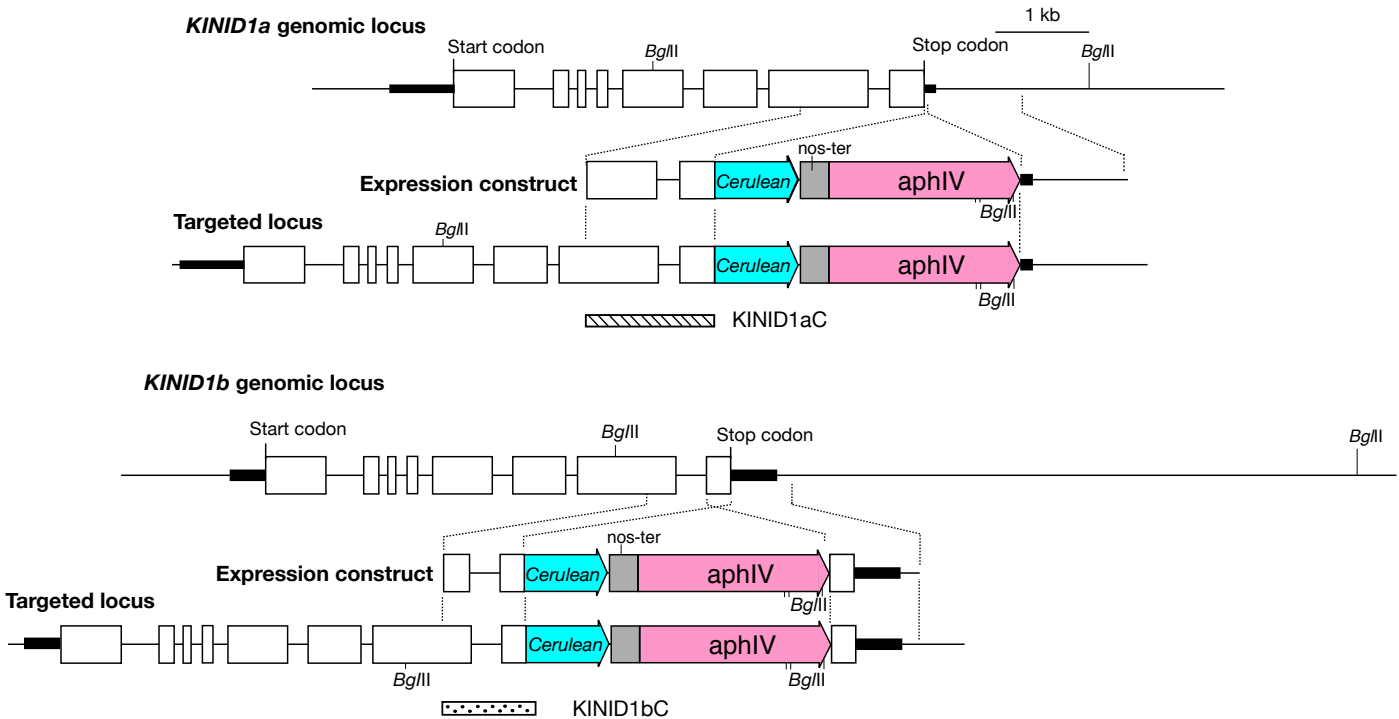 KINID1a genomic locus
1 kb
Start codon
BglII
Stop codon
BglII
nos-ter
Expression construct
Cerulean
aphIV
BglII
Targeted locus
BglII
Cerulean
aphIV
BglII
KINID1aC
KINID1b genomic locus
Start codon
BglII
Stop codon
BglII
nos-ter
Expression construct
Cerulean
aphIV
BglII
Targeted locus
Cerulean
aphIV
BglII
BglII
KINID1bC